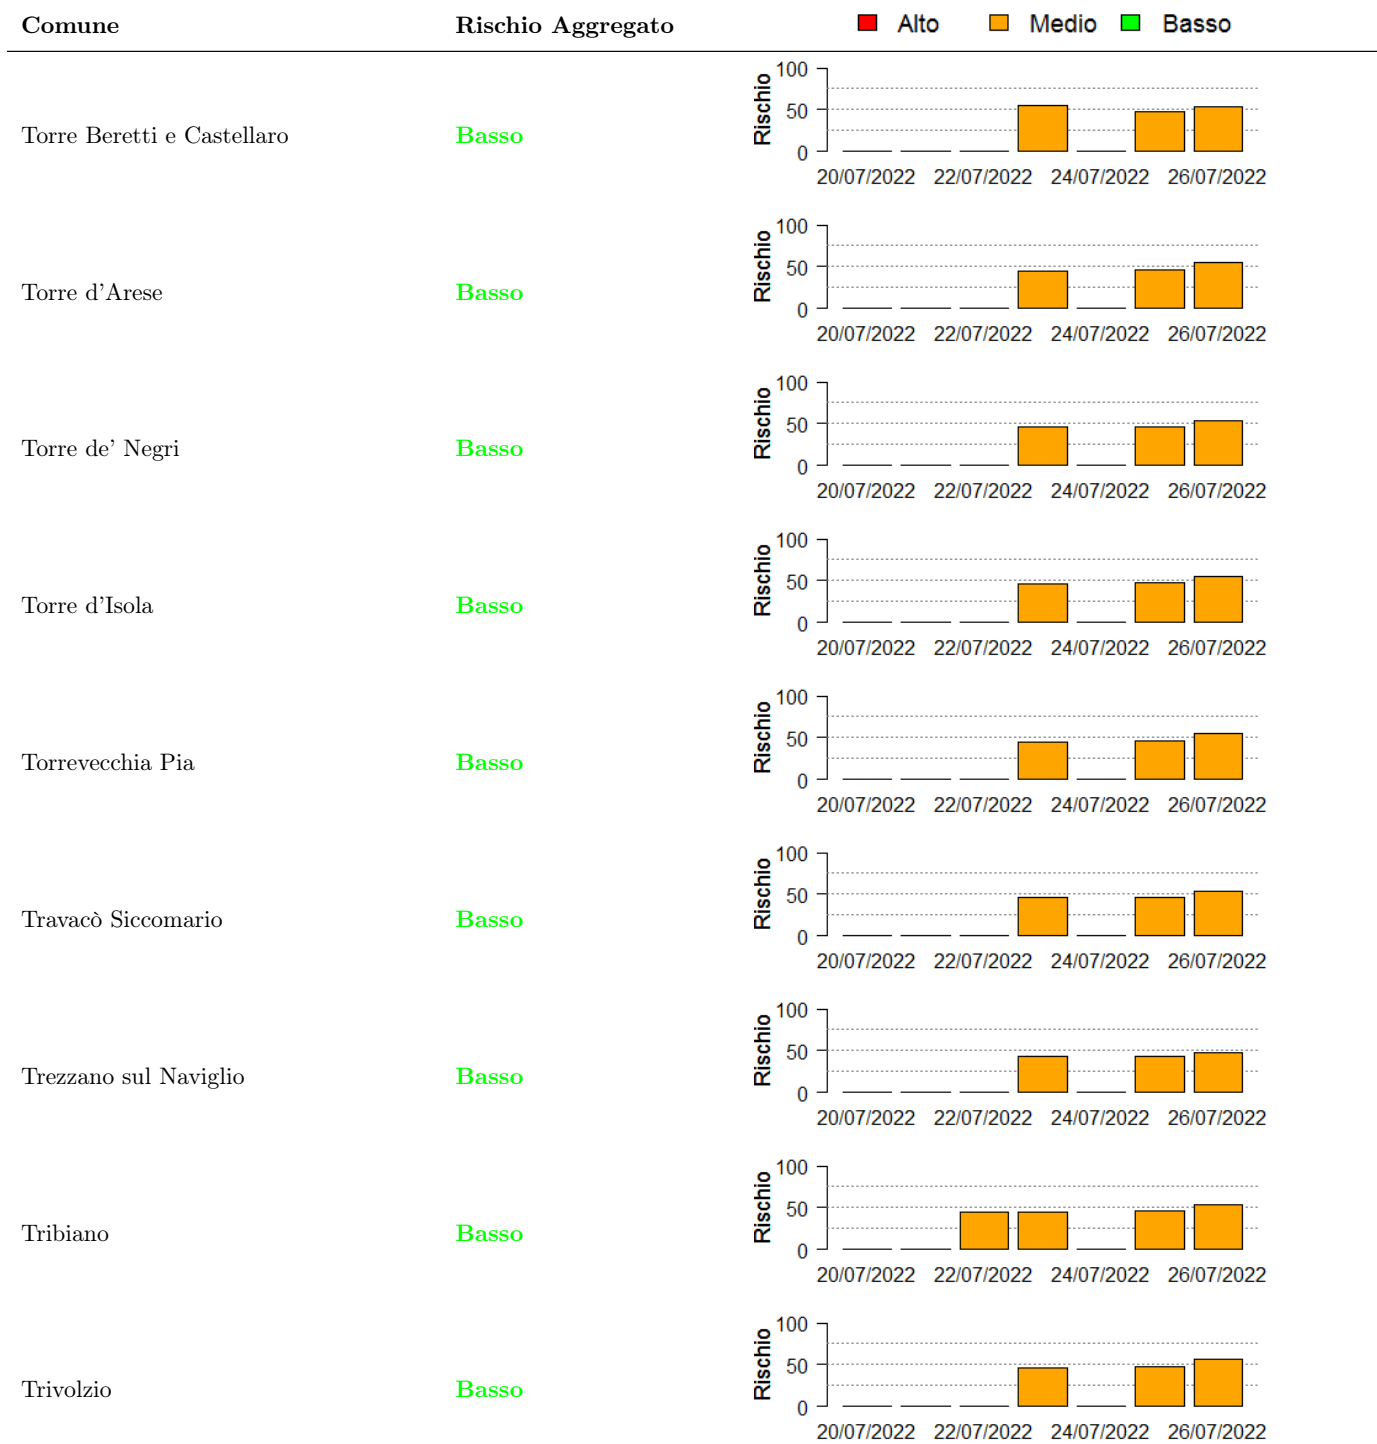 Comune Rischio Aggregato Alto Medio Basso
100
50
0
Rischio
Torre Beretti e Castellaro Basso
20/07/2022 22/07/2022 24/07/2022 26/07/2022
100
50
0
Rischio
Torre d'Arese Basso
20/07/2022 22/07/2022 24/07/2022 26/07/2022
100
50
0
Rischio
Torre de' Negri Basso
20/07/2022 22/07/2022 24/07/2022 26/07/2022
100
50
0
Rischio
Torre d'Isola Basso
20/07/2022 22/07/2022 24/07/2022 26/07/2022
100
50
0
Rischio
Torrevecchia Pia Basso
20/07/2022 22/07/2022 24/07/2022 26/07/2022
100
50
0
Rischio
Travacò Siccomario Basso
20/07/2022 22/07/2022 24/07/2022 26/07/2022
100
50
0
Rischio
Trezzano sul Naviglio Basso
20/07/2022 22/07/2022 24/07/2022 26/07/2022
100
50
0
Rischio
Tribiano Basso
20/07/2022 22/07/2022 24/07/2022 26/07/2022
100
50
0
Rischio
Trivolzio Basso
20/07/2022 22/07/2022 24/07/2022 26/07/2022